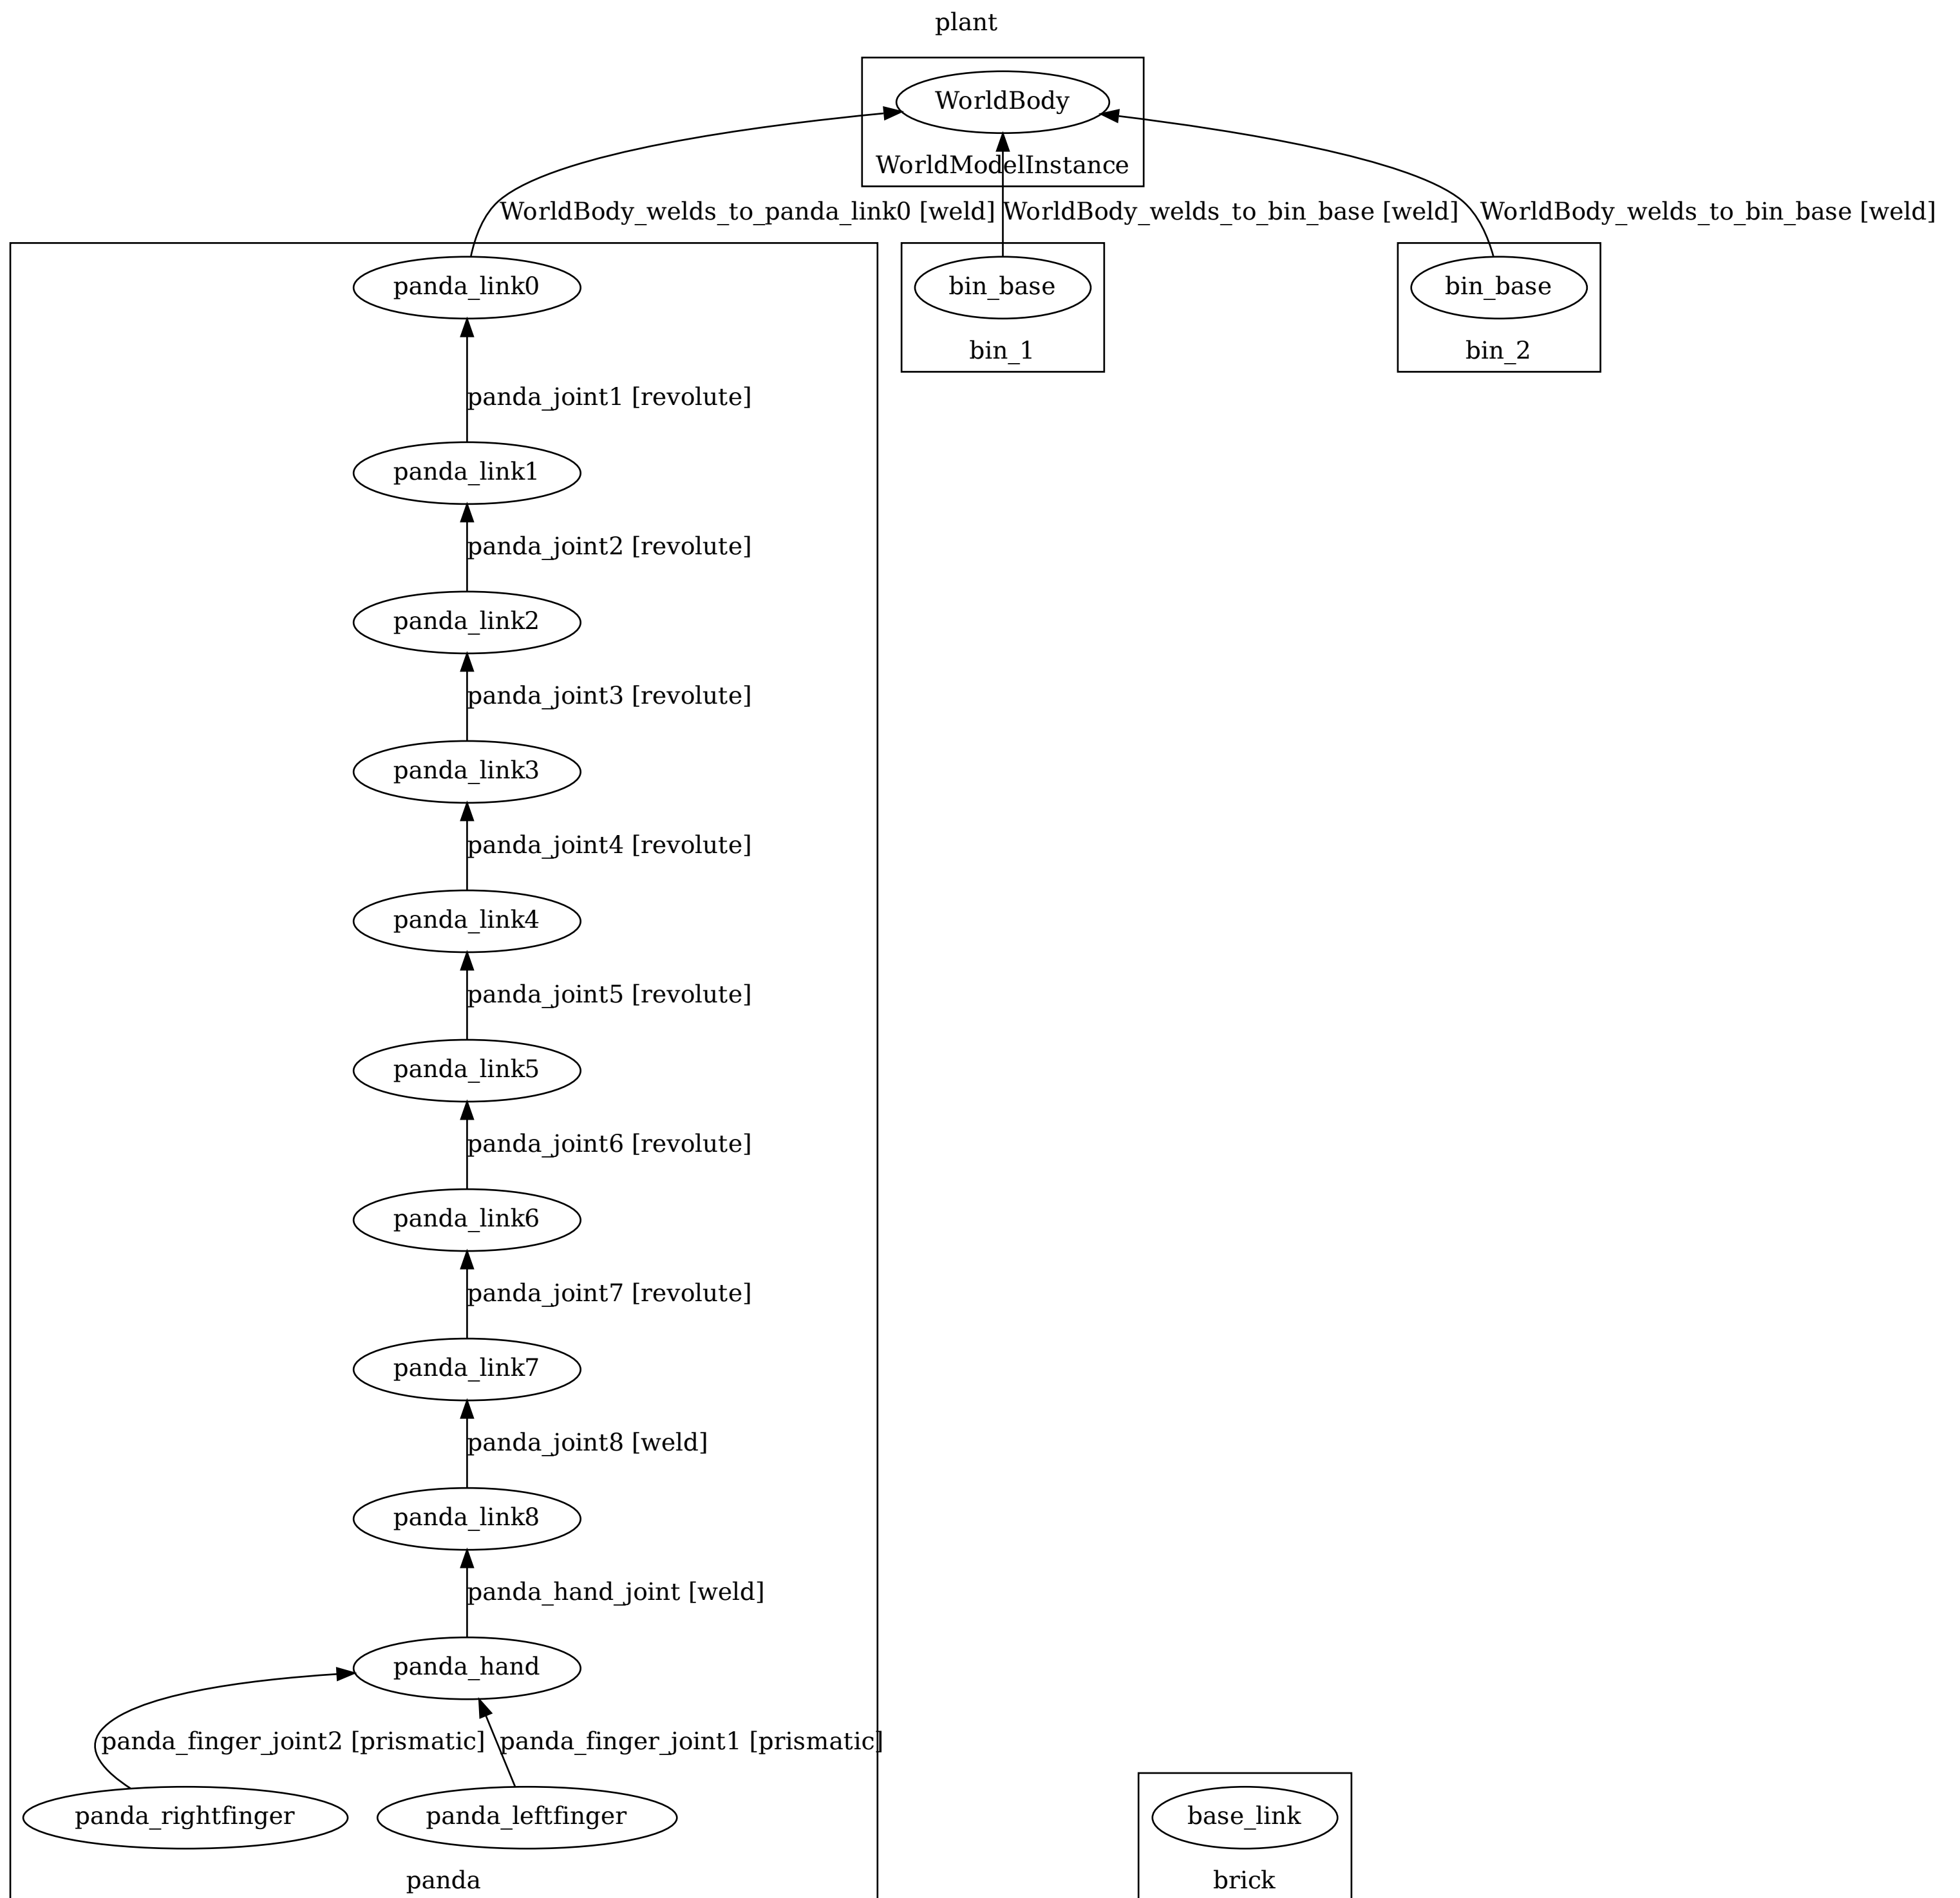 plant
WorldBody
WorldModelInstance
WorldBody_welds_to_panda_link0 [weld]
WorldBody_welds_to_bin_base [weld]
WorldBody_welds_to_bin_base [weld]
panda_link0
bin_base
bin_base
bin_1
bin_2
panda_joint1 [revolute]
panda_link1
panda_joint2 [revolute]
panda_link2
panda_joint3 [revolute]
panda_link3
panda_joint4 [revolute]
panda_link4
panda_joint5 [revolute]
panda_link5
panda_joint6 [revolute]
panda_link6
panda_joint7 [revolute]
panda_link7
panda_joint8 [weld]
panda_link8
panda_hand_joint [weld]
panda_hand
panda_finger_joint2 [prismatic]
panda_finger_joint1 [prismatic]
panda_rightfinger
panda_leftfinger
base_link
panda
brick